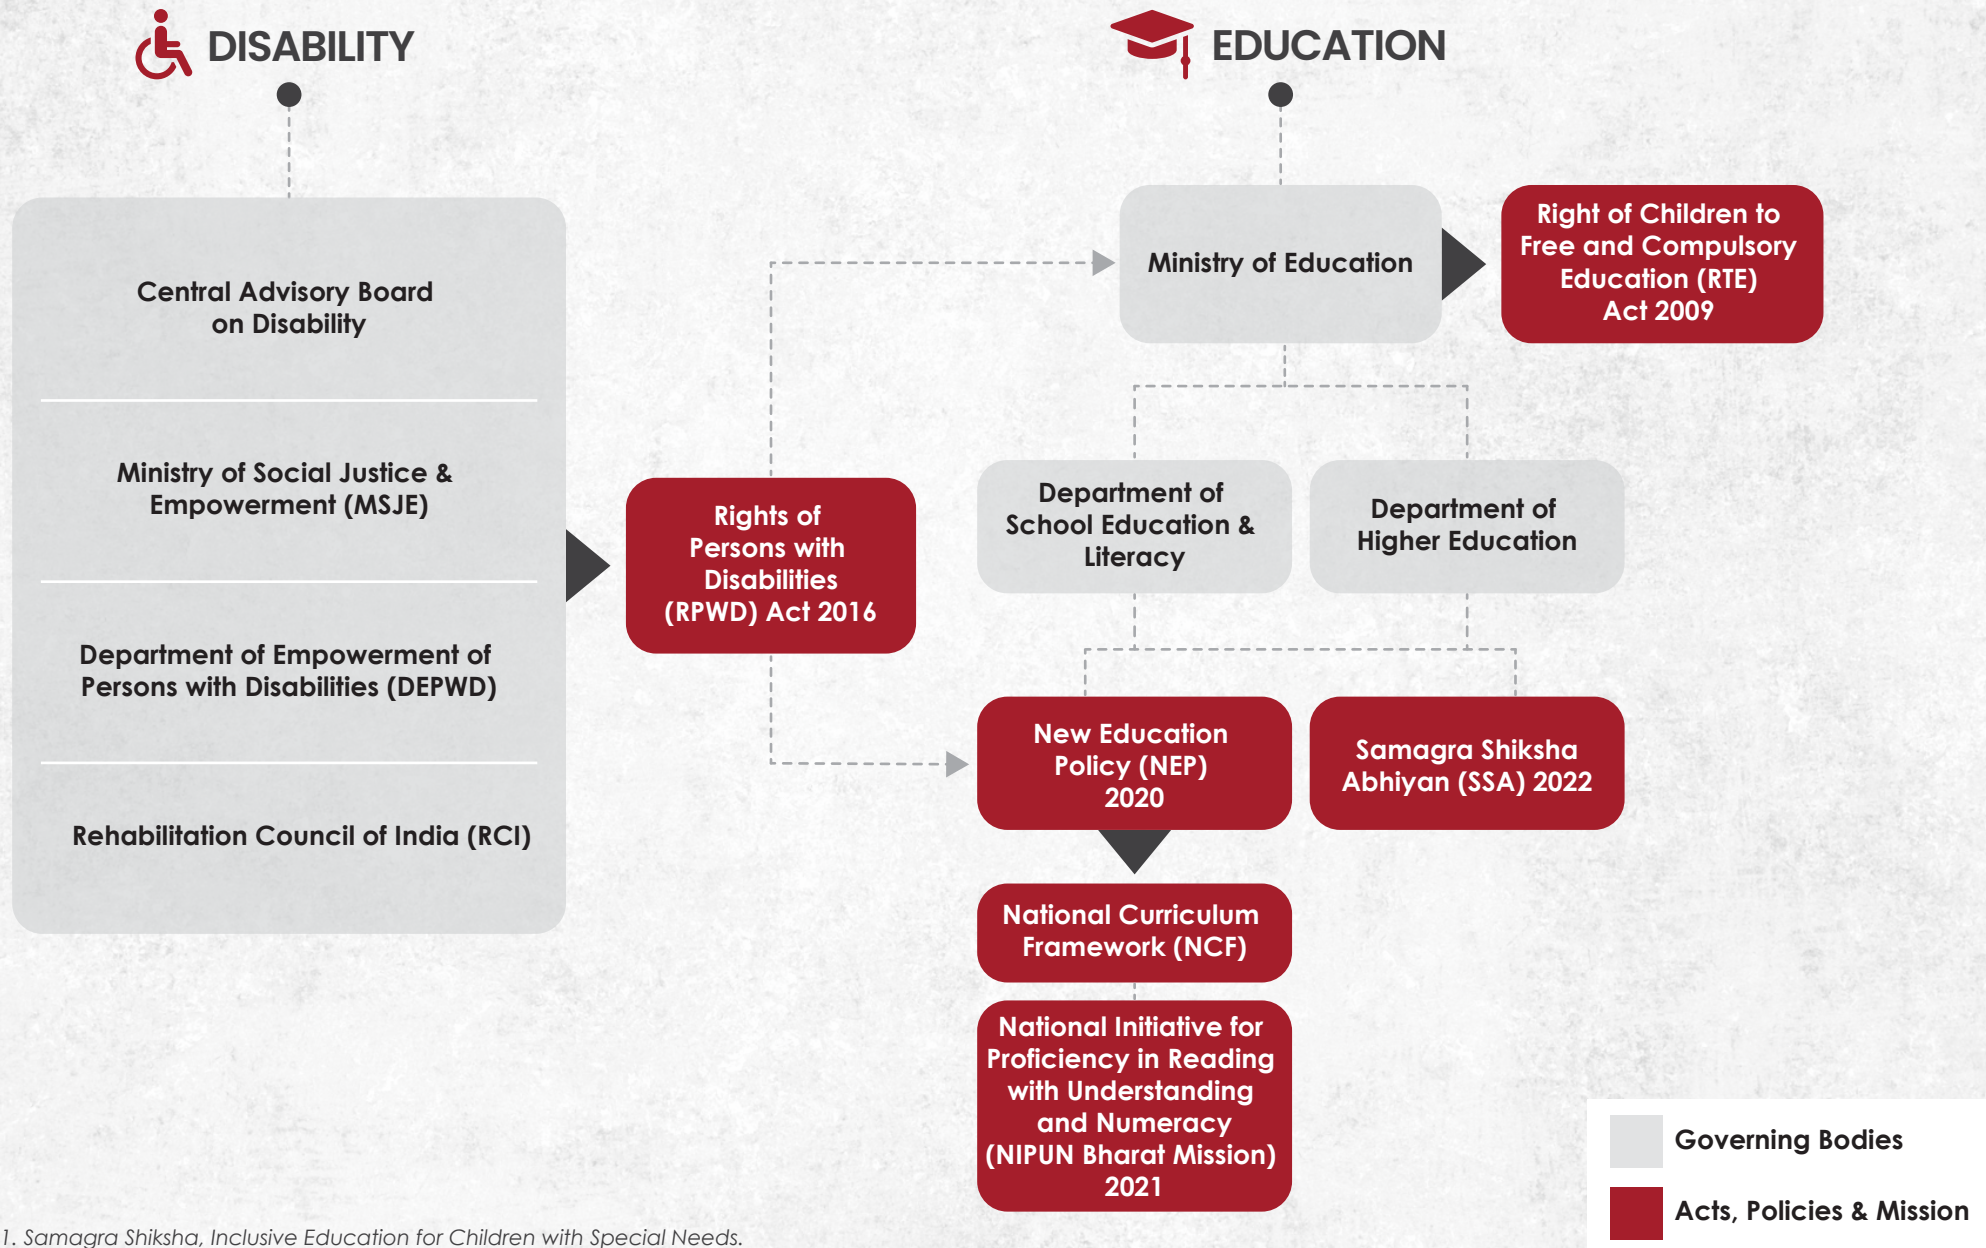 DISABILITY
Central Advisory Board
on Disability
Ministry of Social Justice &
Empowerment (MSJE)
Department of Empowerment of
Persons with Disabilities (DEPWD)
Rehabilitation Council of India (RCI)
Rights of
Persons with
Disabilities
(RPWD) Act 2016
EDUCATION
Ministry of Education
Right of Children to
Free and Compulsory
Education (RTE)
Act 2009
Department of
School Education &
Literacy
Department of
Higher Education
New Education
Policy (NEP)
2020
Samagra Shiksha
Abhiyan (SSA) 2022
National Curriculum
Framework (NCF)
National Initiative for
Proficiency in Reading
with Understanding
and Numeracy
(NIPUN Bharat Mission)
2021
Governing Bodies
Acts, Policies & Mission
1. Samagra Shiksha, Inclusive Education for Children with Special Needs.